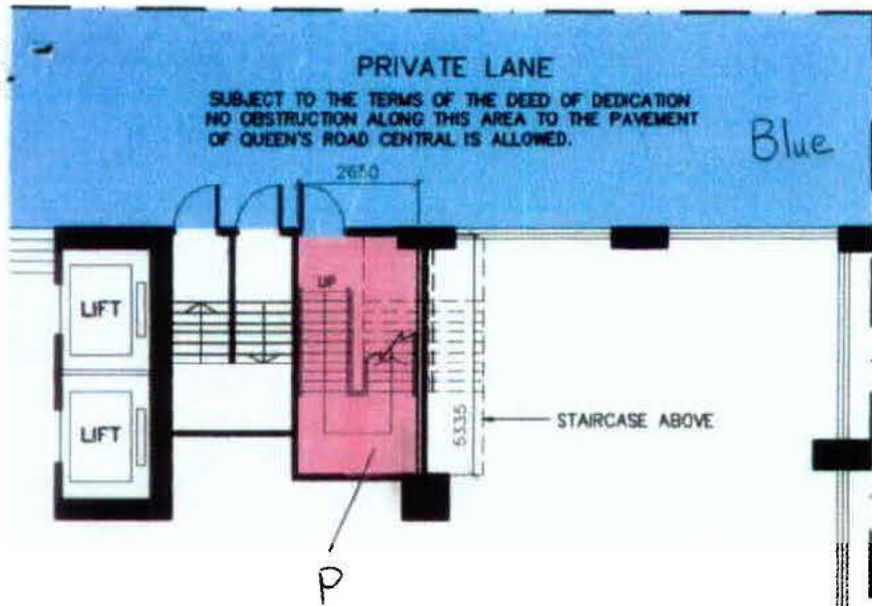 PRIVATE LANE
SUBJECT TO THE TERMS OF THE DEED OF DEDICATION
NO OBSTRUCTION ALONG THIS AREA TO THE PAVEMENT
OF QUEEN'S ROAD CENTRAL IS ALLOWED.
Blue
2650
UP
LIFT
LIFT
5335
STAIRCASE ABOVE
P